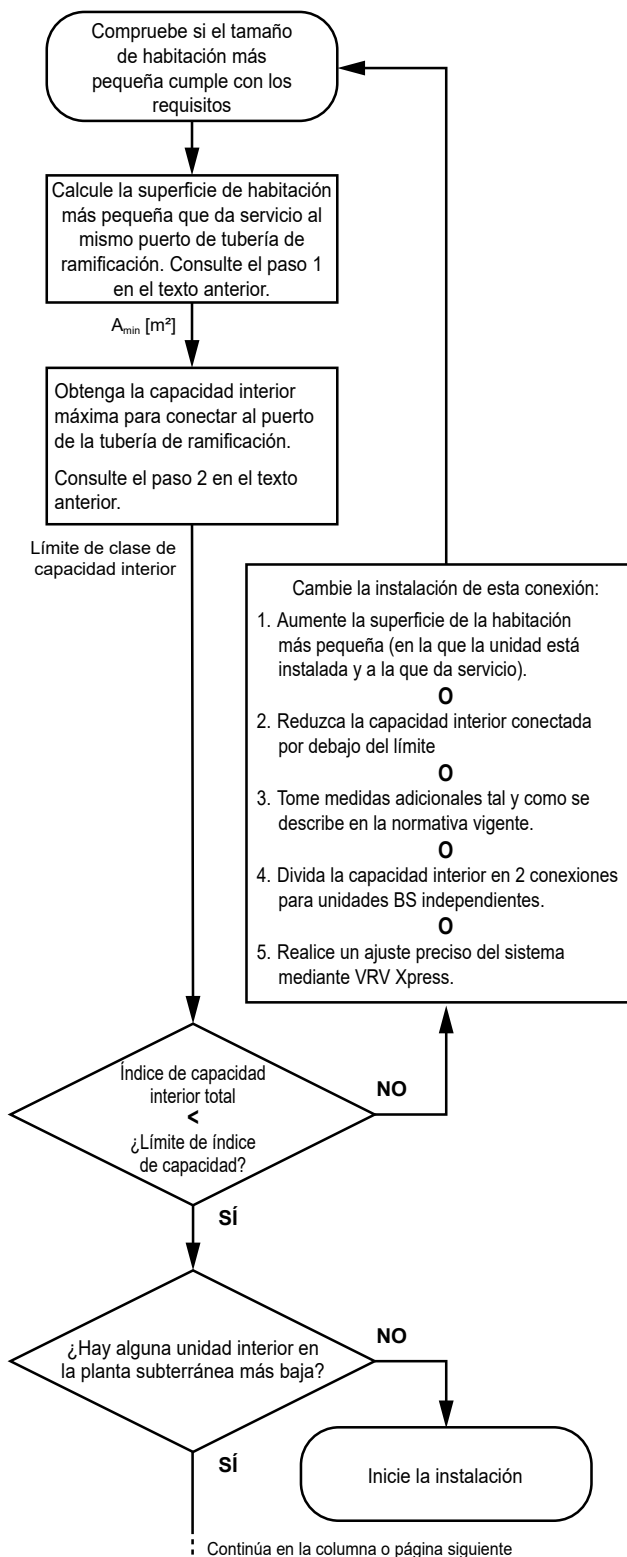 Compruebe si el tamaño
de habitación más
pequeña cumple con los
requisitos
Calcule la superficie de habitación
más pequeña que da servicio al
mismo puerto de tubería de
ramificación. Consulte el paso 1
en el texto anterior.
Amin [m²]
Obtenga la capacidad interior
máxima para conectar al puerto
de la tubería de ramificación.
Consulte el paso 2 en el texto
anterior.
Límite de clase de
capacidad interior
Cambie la instalación de esta conexión:
1. Aumente la superficie de la habitación
más pequeña (en la que la unidad está
instalada y a la que da servicio).
O
2. Reduzca la capacidad interior conectada
por debajo del límite
O
3. Tome medidas adicionales tal y como se
describe en la normativa vigente.
O
4. Divida la capacidad interior en 2 conexiones
para unidades BS independientes.
O
5. Realice un ajuste preciso del sistema
mediante VRV Xpress.
Índice de capacidad
interior total
<
¿Límite de índice
de capacidad?
NO
SÍ
¿Hay alguna unidad interior en
la planta subterránea más baja?
NO
SÍ
Inicie la instalación
Continúa en la columna o página siguiente